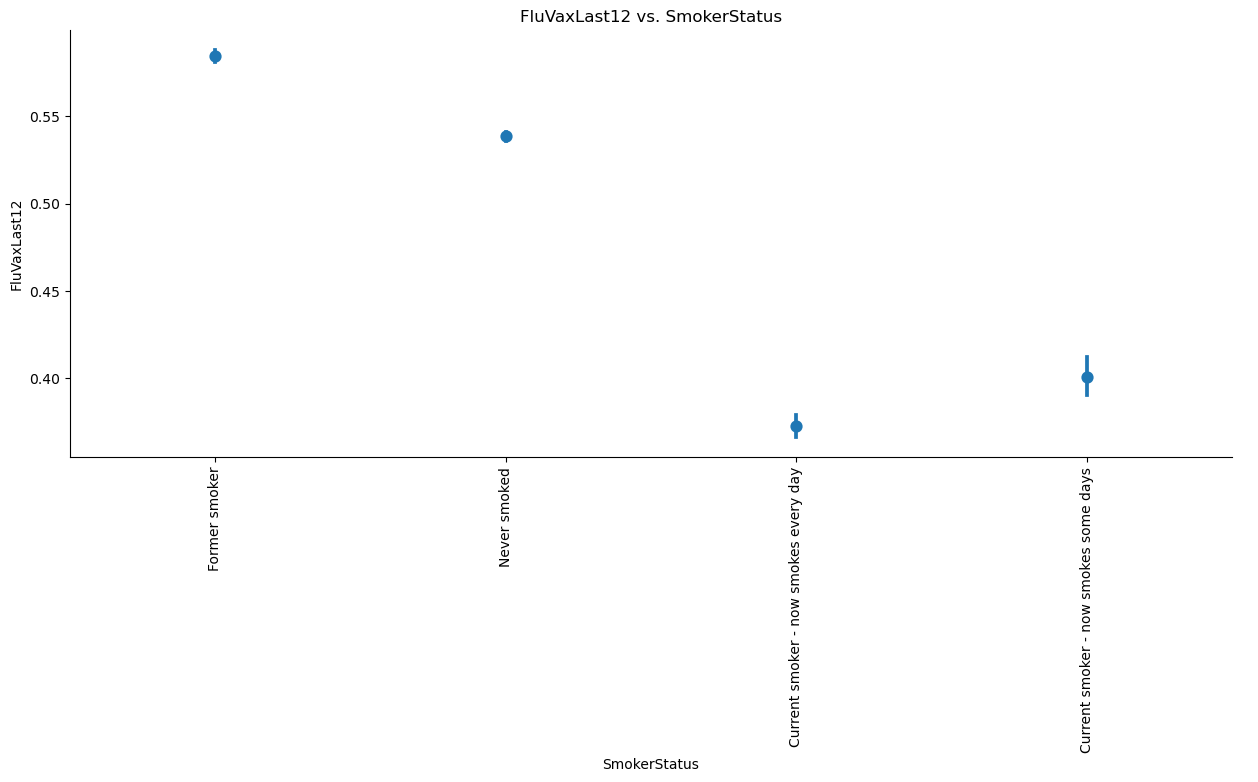 FluVaxLast12 vs. SmokerStatus
FluVaxLast12
0.55
0.50
0.45
0.40
Former smoker
Never smoked
Current smoker - now smokes every day
Current smoker - now smokes some days
SmokerStatus